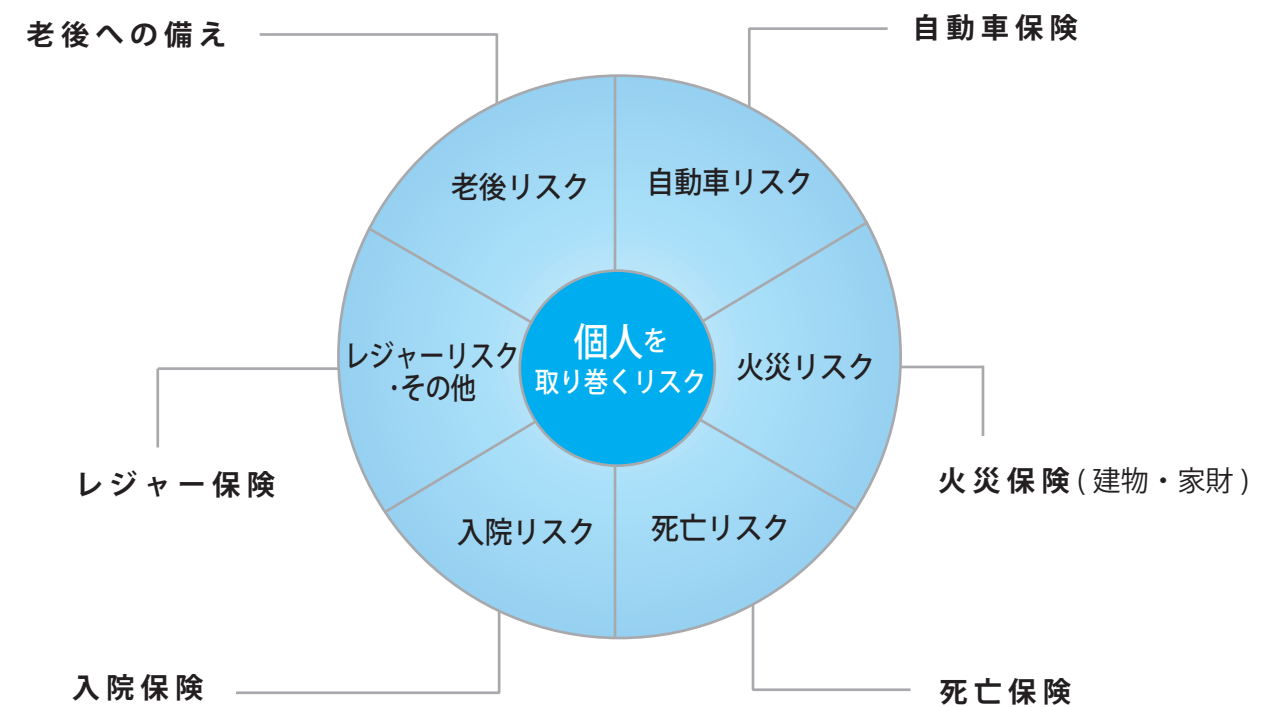 老後への備え
自動車保険
老後リスク
自動車リスク
個人を
取り巻くリスク
レジャーリスク
・その他
火災リスク
レジャー保険
火災保険(建物・家財)
入院リスク
死亡リスク
入院保険
死亡保険